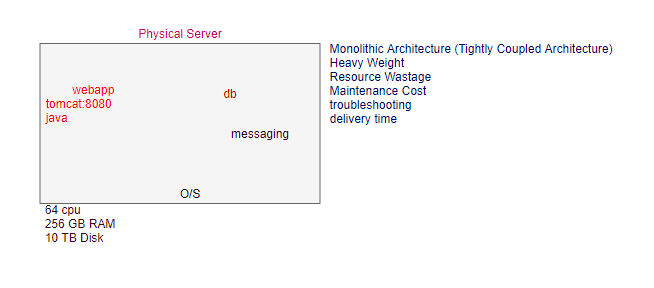 Physical Server
Monolithic Architecture (Tightly Coupled Architecture)
Heavy Weight
Resource Wastage
Maintenance Cost
troubleshooting
delivery time
webapp
tomcat:8080
java
db
messaging
O/S
64 cpu
256 GB RAM
10 TB Disk